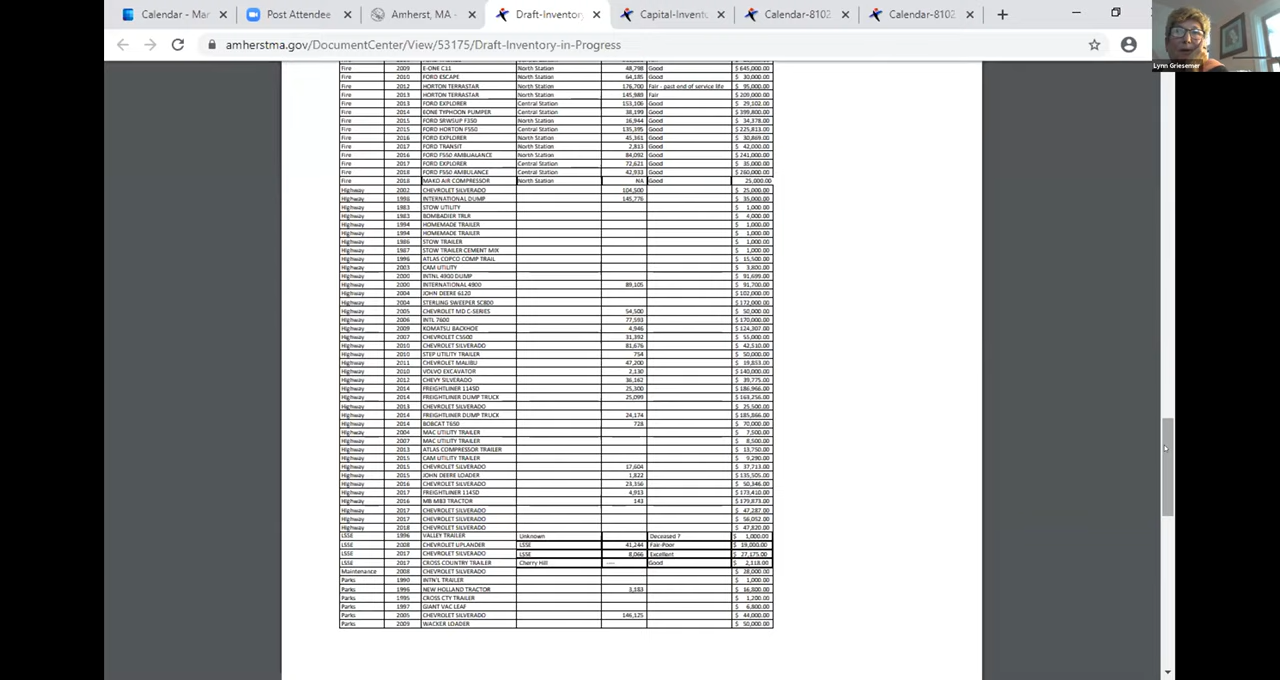 Calendar - Mar
Post Attendee
Amherst, MA -
Draft-Inventor
Capital-Invent
Calendar-8102
Calendar-8102
amherstma.gov/DocumentCenter/View/53175/Draft-Inventory-in-Progress
Lynn Griesemer
Fire 2009 E-ONE C11 North Station 48,798 Good $ 645,000.00
Fire 2010 FORD ESCAPE North Station 64,185 Good $ 30,000.00
Fire 2012 HORTON TERRASTAR North Station 176,700 Fair - past end of service life $ 95,000.00
Fire 2013 HORTON TERRASTAR North Station 145,983 Fair $ 209,000.00
Fire 2013 FORD EXPLORER Central Station 153,106 Good $ 29,102.00
Fire 2014 EONE TYPHOON PUMPER Central Station 38,199 Good $ 399,800.00
Fire 2015 FORD SRWSUP F350 North Station 16,944 Good $ 34,378.00
Fire 2015 FORD HORTON F550 Central Station 135,395 Good $ 225,813.00
Fire 2016 FORD EXPLORER North Station 45,361 Good $ 30,869.00
Fire 2017 FORD TRANSIT North Station 2,813 Good $ 42,000.00
Fire 2016 FORD F550 AMBUALANCE North Station 84,092 Good $ 241,000.00
Fire 2017 FORD EXPLORER Central Station 72,621 Good $ 35,000.00
Fire 2018 FORD F550 AMBULANCE Central Station 42,933 Good $ 260,000.00
Fire 2018 MAKO AIR COMPRESSOR North Station NA Good 25,000.00
Highway 2002 CHEVROLET SILVERADO 104,500 $ 25,000.00
Highway 1998 INTERNATIONAL DUMP 145,776 $ 35,000.00
Highway 1983 STOW UTILITY $ 1,000.00
Highway 1983 BOMBADIER TRLR $ 4,000.00
Highway 1994 HOMEMADE TRAILER $ 1,000.00
Highway 1994 HOMEMADE TRAILER $ 1,000.00
Highway 1986 STOW TRAILER $ 1,000.00
Highway 1987 STOW TRAILER CEMENT MIX $ 1,000.00
Highway 1996 ATLAS COPCO COMP TRAIL $ 15,500.00
Highway 2003 CAM UTILITY $ 3,800.00
Highway 2000 INTNL 4900 DUMP $ 91,699.00
Highway 2000 INTERNATIONAL 4900 89,105 $ 91,700.00
Highway 2004 JOHN DEERE 6120 $ 102,000.00
Highway 2004 STERLING SWEEPER SC800 $ 172,000.00
Highway 2005 CHEVROLET MD C-SERIES 54,500 $ 50,000.00
Highway 2006 INTL 7600 77,593 $ 170,000.00
Highway 2009 KOMATSU BACKHOE 4,946 $ 124,307.00
Highway 2007 CHEVROLET C5500 31,392 $ 55,000.00
Highway 2010 CHEVROLET SILVERADO 81,676 $ 42,510.00
Highway 2010 STEP UTILITY TRAILER 754 $ 50,000.00
Highway 2011 CHEVROLET MALIBU 47,200 $ 19,853.00
Highway 2010 VOLVO EXCAVATOR 2,130 $ 140,000.00
Highway 2012 CHEVY SILVERADO 36,162 $ 39,775.00
Highway 2014 FREIGHTLINER 114SD 25,300 $ 186,966.00
Highway 2014 FREIGHTLINER DUMP TRUCK 25,099 $ 163,256.00
Highway 2013 CHEVROLET SILVERADO $ 25,500.00
Highway 2014 FREIGHTLINER DUMP TRUCK 24,174 $ 185,866.00
Highway 2014 BOBCAT T650 728 $ 70,000.00
Highway 2004 MAC UTILITY TRAILER $ 7,500.00
Highway 2007 MAC UTILITY TRAILER $ 8,500.00
Highway 2013 ATLAS COMPRESSOR TRAILER $ 13,750.00
Highway 2015 CAM UTILITY TRAILER $ 9,290.00
Highway 2015 CHEVROLET SILVERADO 17,604 $ 37,713.00
Highway 2015 JOHN DEERE LOADER 1,822 $ 135,505.00
Highway 2016 CHEVROLET SILVERADO 23,356 $ 50,346.00
Highway 2017 FREIGHTLINER 114SD 4,913 $ 173,410.00
Highway 2016 MB MB3 TRACTOR 143 $ 179,873.00
Highway 2017 CHEVROLET SILVERADO $ 47,287.00
Highway 2017 CHEVROLET SILVERADO $ 56,052.00
Highway 2018 CHEVROLET SILVERADO $ 47,820.00
LSSE 1996 VALLEY TRAILER Unknown Deceased ? $ 1,000.00
LSSE 2008 CHEVROLET UPLANDER LSSE 41,244 Fair-Poor $ 19,000.00
LSSE 2017 CHEVROLET SILVERADO LSSE 8,066 Excellent $ 27,175.00
LSSE 2017 CROSS COUNTRY TRAILER Cherry Hill ---- Good $ 2,118.00
Maintenance 2008 CHEVROLET SILVERADO $ 28,000.00
Parks 1990 INTN'L TRAILER $ 1,000.00
Parks 1996 NEW HOLLAND TRACTOR 3,383 $ 16,800.00
Parks 1995 CROSS CTY TRAILER $ 1,200.00
Parks 1997 GIANT VAC LEAF $ 6,800.00
Parks 2005 CHEVROLET SILVERADO 146,125 $ 44,000.00
Parks 2009 WACKER LOADER $ 50,000.00